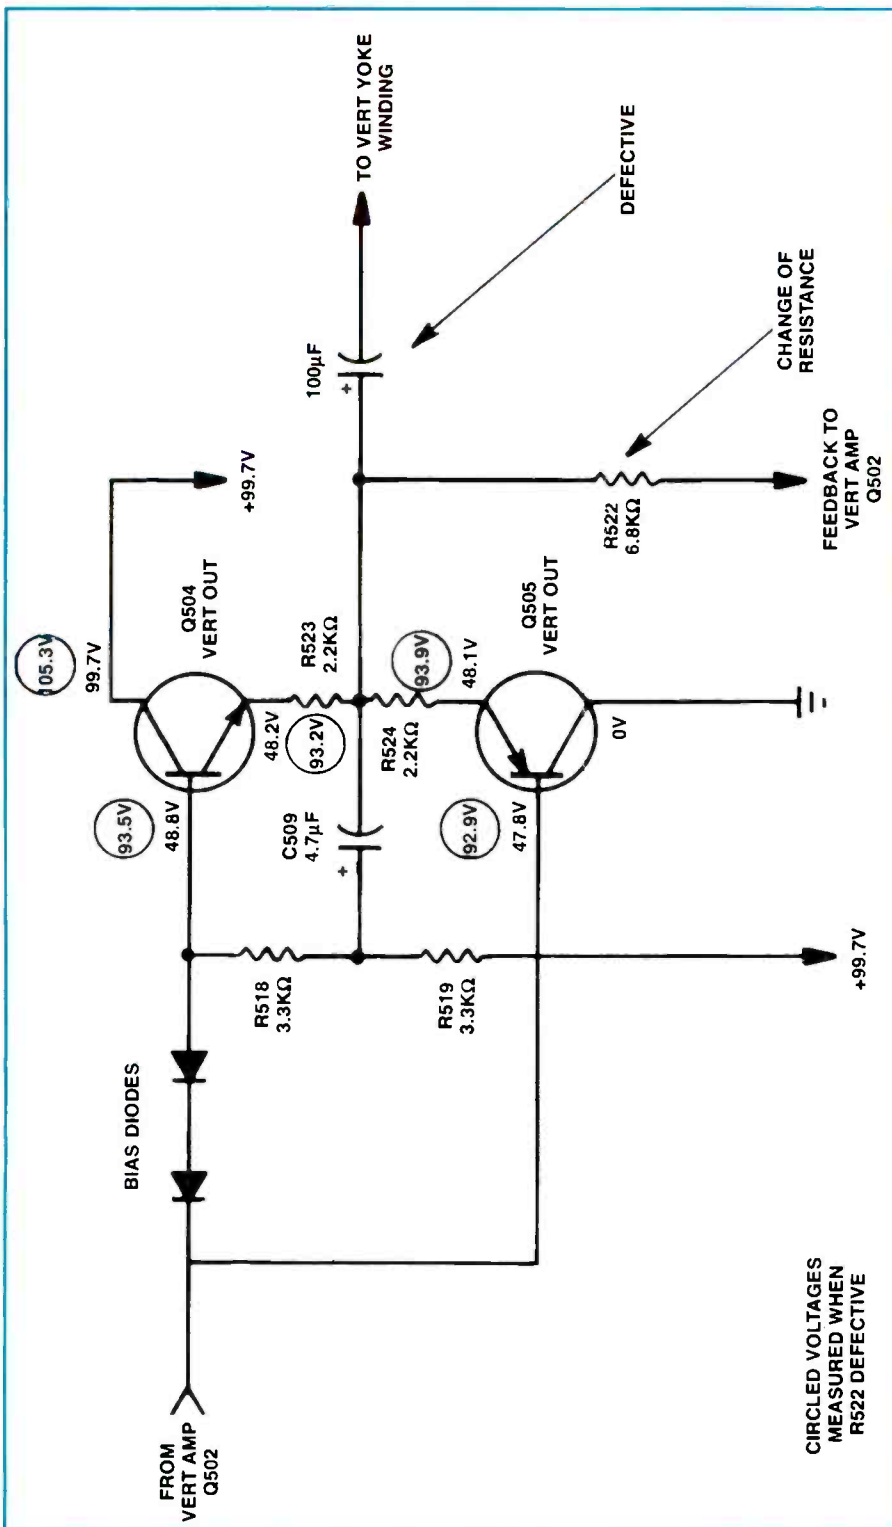 FROM
VERT AMP
Q502
BIAS DIODES
R518
3.3KΩ
R519
3.3KΩ
+99.7V
C509
4.7µF
+
93.5V
48.8V
105.3V
99.7V
+99.7V
Q504
VERT OUT
48.2V
93.2V
R523
2.2KΩ
R524
2.2KΩ
93.9V
48.1V
92.9V
47.8V
Q505
VERT OUT
0V
100µF
+
TO VERT YOKE
WINDING
DEFECTIVE
CHANGE OF
RESISTANCE
R522
6.8KΩ
FEEDBACK TO
VERT AMP
Q502
CIRCLED VOLTAGES
MEASURED WHEN
R522 DEFECTIVE